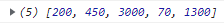 ▸ (5) [200, 450, 3000, 70, 1300]